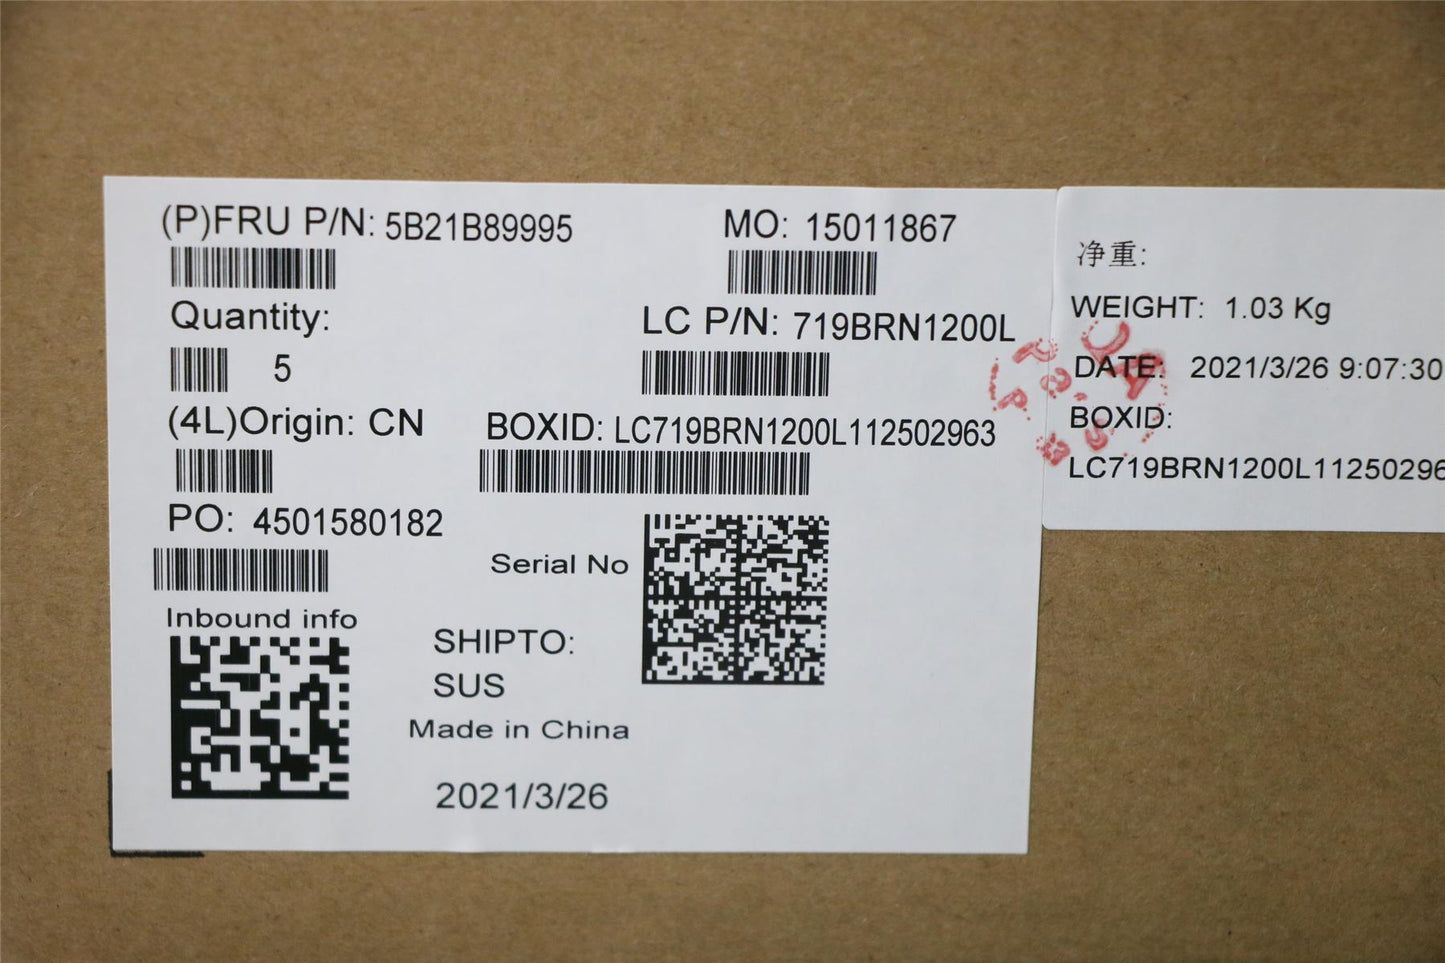 (P)FRU P/N: 5B21B89995
MO: 15011867
Quantity:
5
LC P/N: 719BRN1200L
(4L)Origin: CN
BOXID: LC719BRN1200L112502963
PO: 4501580182
Serial No
Inbound info
SHIPTO:
SUS
Made in China
2021/3/26
净重:
WEIGHT: 1.03 Kg
DATE: 2021/3/26 9:07:30
BOXID:
LC719BRN1200L11250296